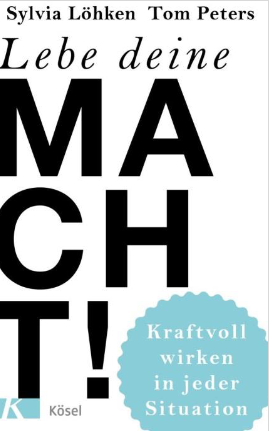 Sylvia Löhken Tom Peters
Lebe deine
MA
CH
T!
Kraftvoll
wirken
in jeder
Situation
K Kösel